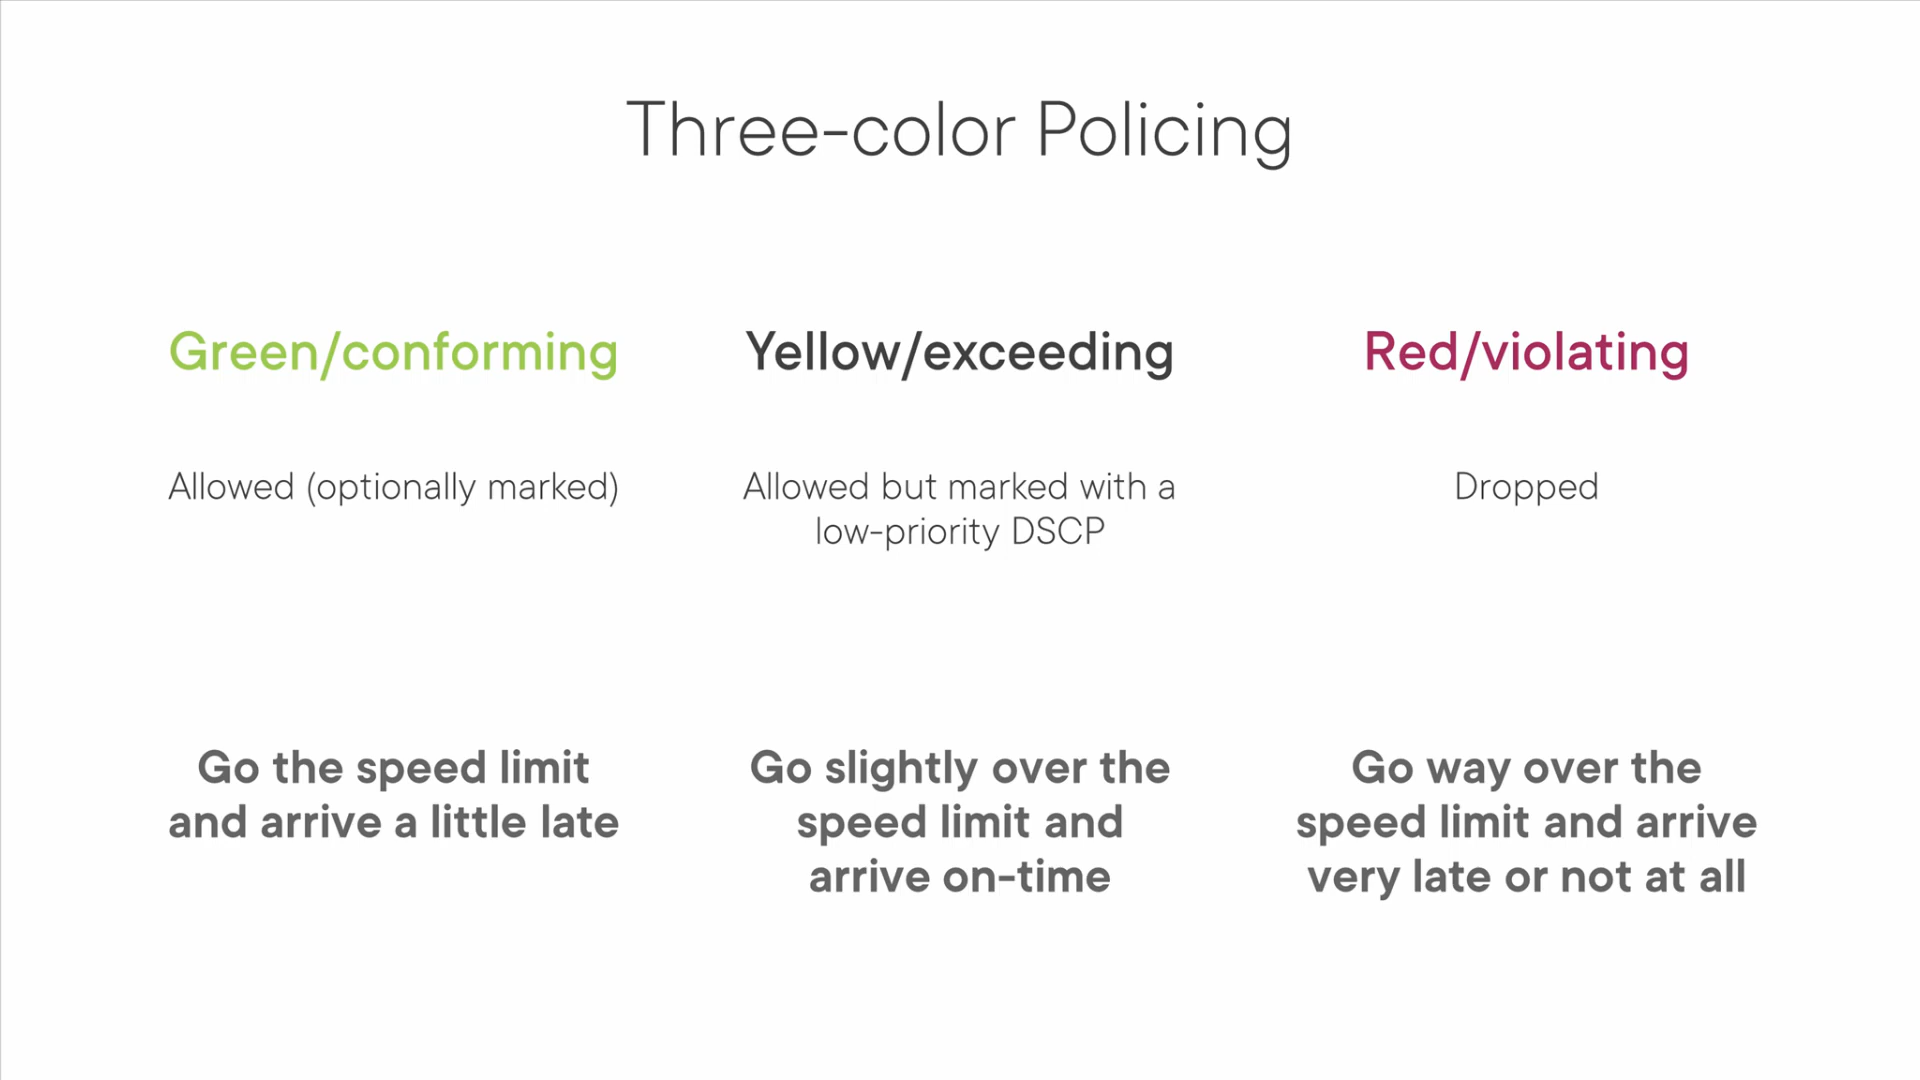 Three-color Policing
Green/conforming
Allowed (optionally marked)
Go the speed limit
and arrive a little late
Yellow/exceeding
Allowed but marked with a
low-priority DSCP
Go slightly over the
speed limit and
arrive on-time
Red/violating
Dropped
Go way over the
speed limit and arrive
very late or not at all